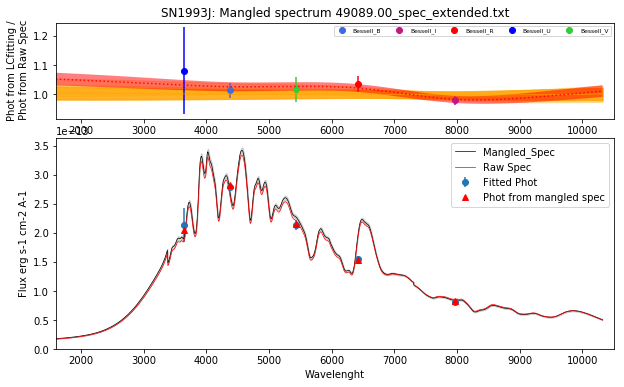 SN1993J: Mangled spectrum 49089.00_spec_extended.txt
Phot from LCfitting /
Phot from Raw Spec
1.2
1.1
1.0
Bessell_B
Bessell_I
Bessell_R
Bessell_U
Bessell_V
2000 3000 4000 5000 6000 7000 8000 9000 10000
1e−13
Flux erg s-1 cm-2 A-1
3.5
3.0
2.5
2.0
1.5
1.0
0.5
0.0
Mangled_Spec
Raw Spec
Fitted Phot
Phot from mangled spec
2000 3000 4000 5000 6000 7000 8000 9000 10000
Wavelenght